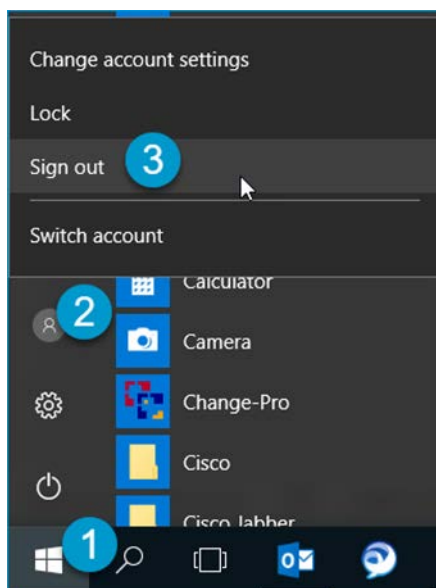 Change account settings
Lock
Sign out 3
Switch account
Calculator
2
Camera
Change-Pro
Cisco
Cisco Jabber
1